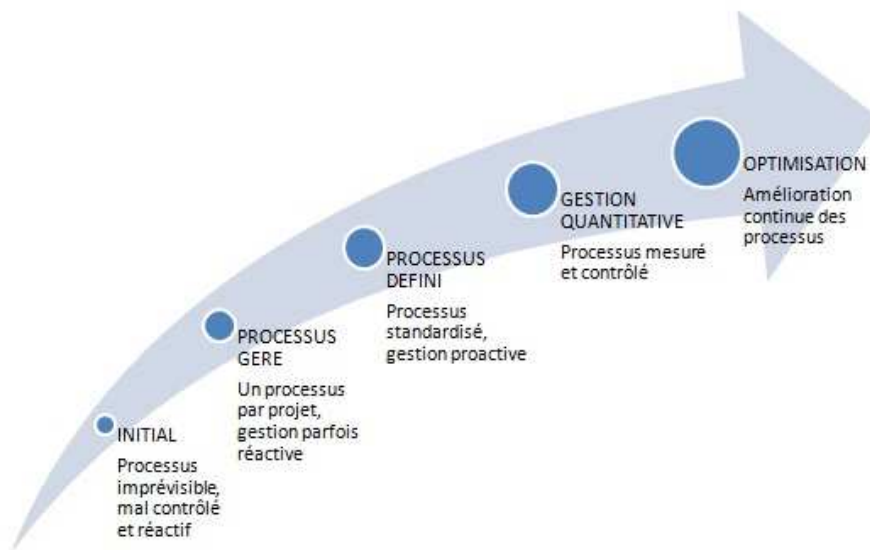 INITIAL
Processus
imprévisible,
mal contrôlé
et réactif
PROCESSUS
GERE
Un processus
par projet,
gestion parfois
réactive
PROCESSUS
DEFINI
Processus
standardisé,
gestion proactive
GESTION
QUANTITATIVE
Processus mesuré
et contrôlé
OPTIMISATION
Amélioration
continue des
processus